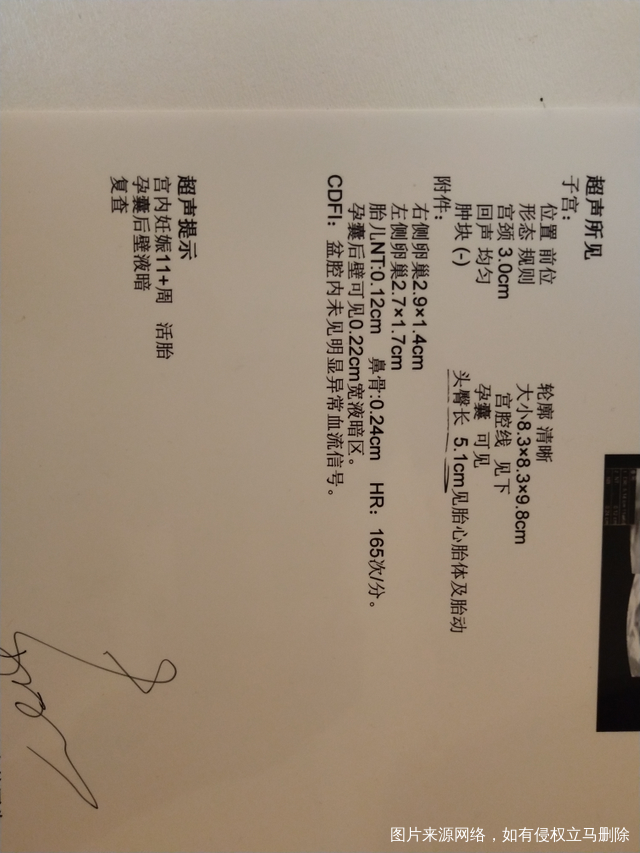 超声所见
子宫：
位置 前位 轮廓 清晰
形态 规则 大小8.3×8.3×9.8cm
宫颈 3.0cm 宫腔线 见下
回声 均匀 孕囊 可见
肿块 (-) 头臀长 5.1cm见胎心胎体及胎动
附件：
右侧卵巢2.9×1.4cm
左侧卵巢2.7×1.7cm
胎儿NT:0.12cm 鼻骨:0.24cm HR：165次/分。
孕囊后壁可见0.22cm宽液暗区。
CDFI：盆腔内未见明显异常血流信号。
超声提示
宫内妊娠11+周 活胎
孕囊后壁液暗
复查
图片来源网络，如有侵权立马删除